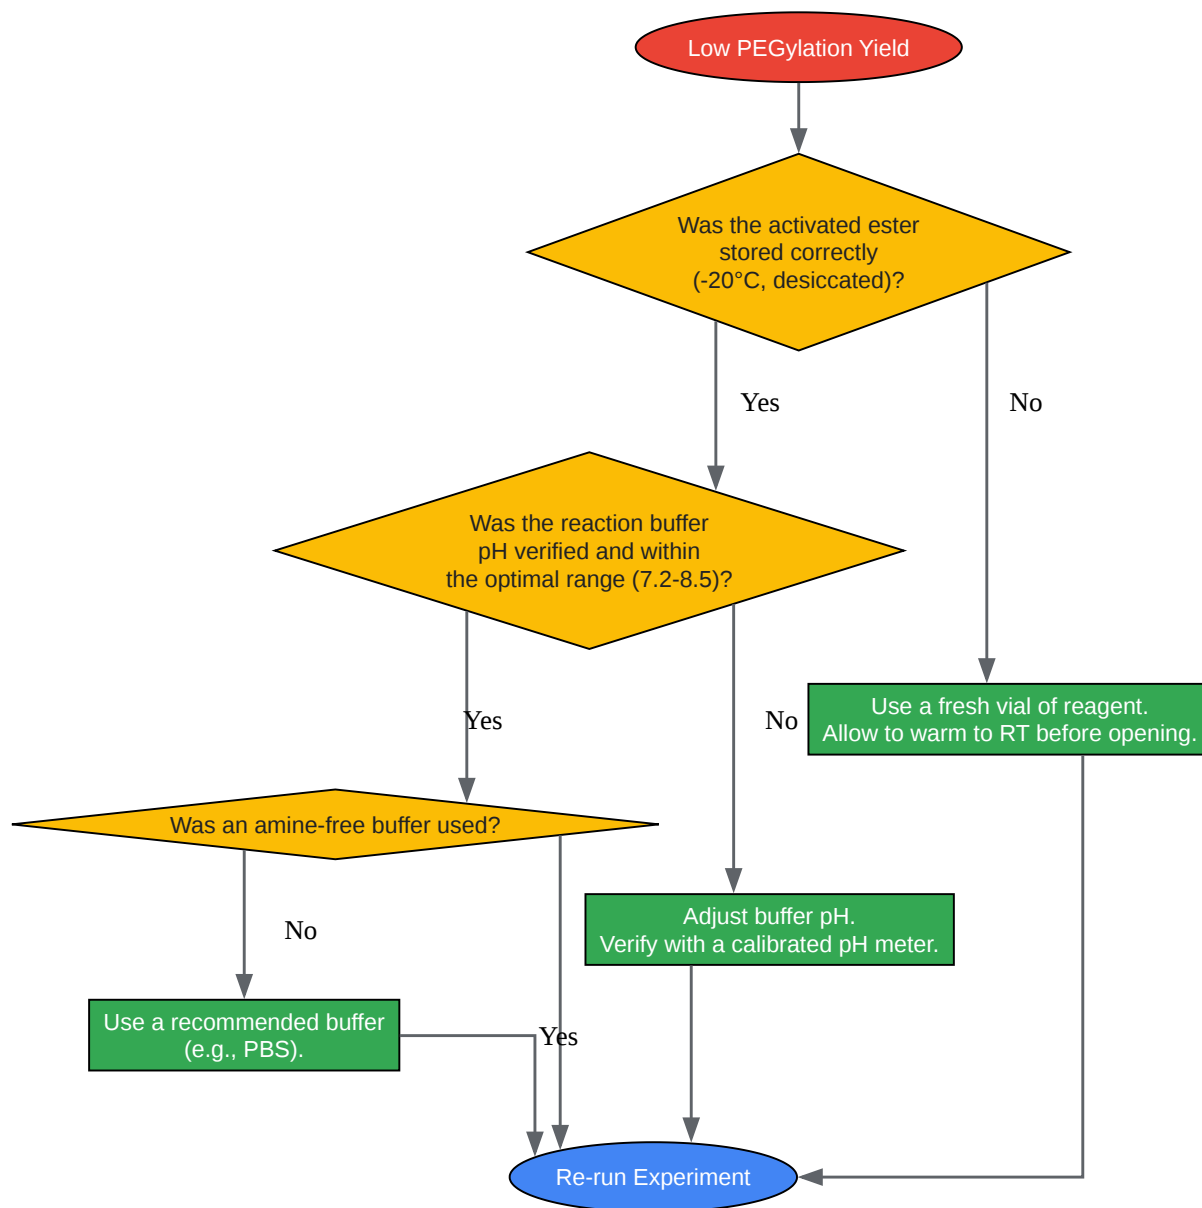 Low PEGylation Yield
Was the activated ester
stored correctly
(-20°C, desiccated)?
Yes
No
Was the reaction buffer
pH verified and within
the optimal range (7.2-8.5)?
Yes
No
Use a fresh vial of reagent.
Allow to warm to RT before opening.
Was an amine-free buffer used?
No
Adjust buffer pH.
Verify with a calibrated pH meter.
Use a recommended buffer
(e.g., PBS).
Yes
Re-run Experiment